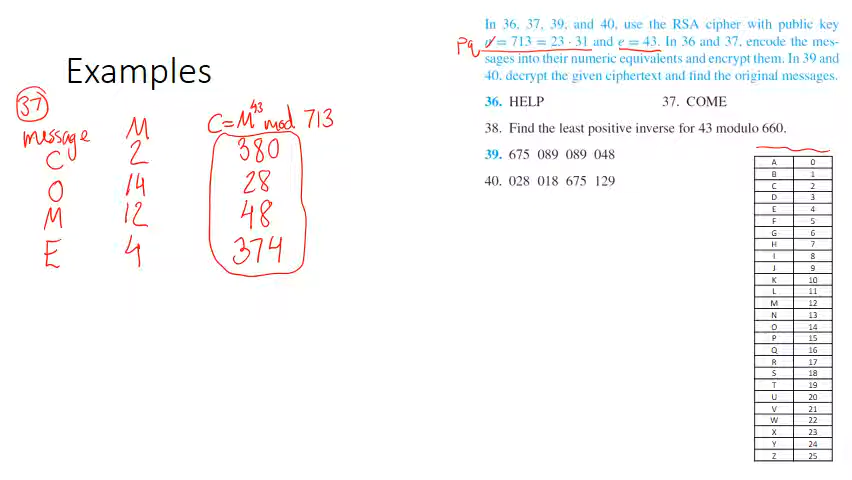 Examples
37
message M C=M^43 mod 713
C 2 380
O 14 28
M 12 48
E 4 374
In 36, 37, 39, and 40, use the RSA cipher with public key
pq = 713 = 23 · 31 and e = 43. In 36 and 37, encode the mes-
sages into their numeric equivalents and encrypt them. In 39 and
40, decrypt the given ciphertext and find the original messages.
36. HELP 37. COME
38. Find the least positive inverse for 43 modulo 660.
39. 675 089 089 048
40. 028 018 675 129
A 0
B 1
C 2
D 3
E 4
F 5
G 6
H 7
I 8
J 9
K 10
L 11
M 12
N 13
O 14
P 15
Q 16
R 17
S 18
T 19
U 20
V 21
W 22
X 23
Y 24
Z 25